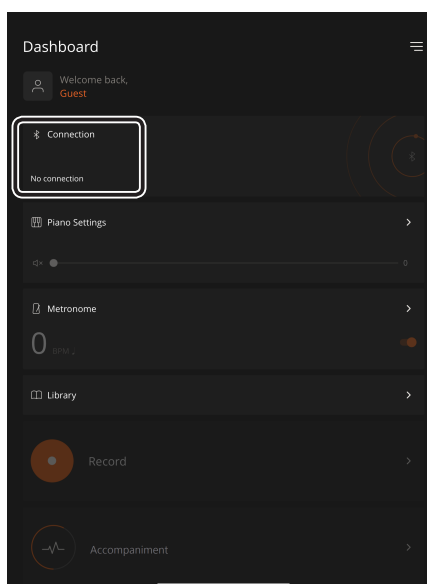 Dashboard
Welcome back,
Guest
Connection
No connection
Piano Settings
0
Metronome
0 BPM -
Library
Record
Accompaniment